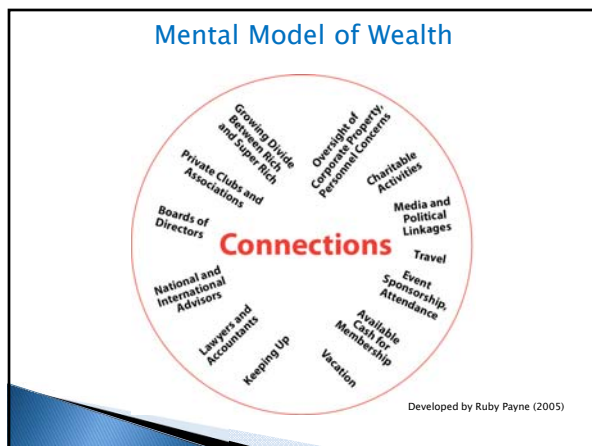 Mental Model of Wealth
Growing Divide
Between Rich
and Super Rich
Oversight of
Corporate Property,
Personnel Concerns
Charitable
Activities
Private Clubs and
Associations
Media and
Political
Linkages
Boards of
Directors
Connections
Travel
Event
Sponsorship,
Attendance
National and
International
Advisors
Available
Cash for
Membership
Lawyers and
Accountants
Keeping Up
Vacation
Developed by Ruby Payne (2005)